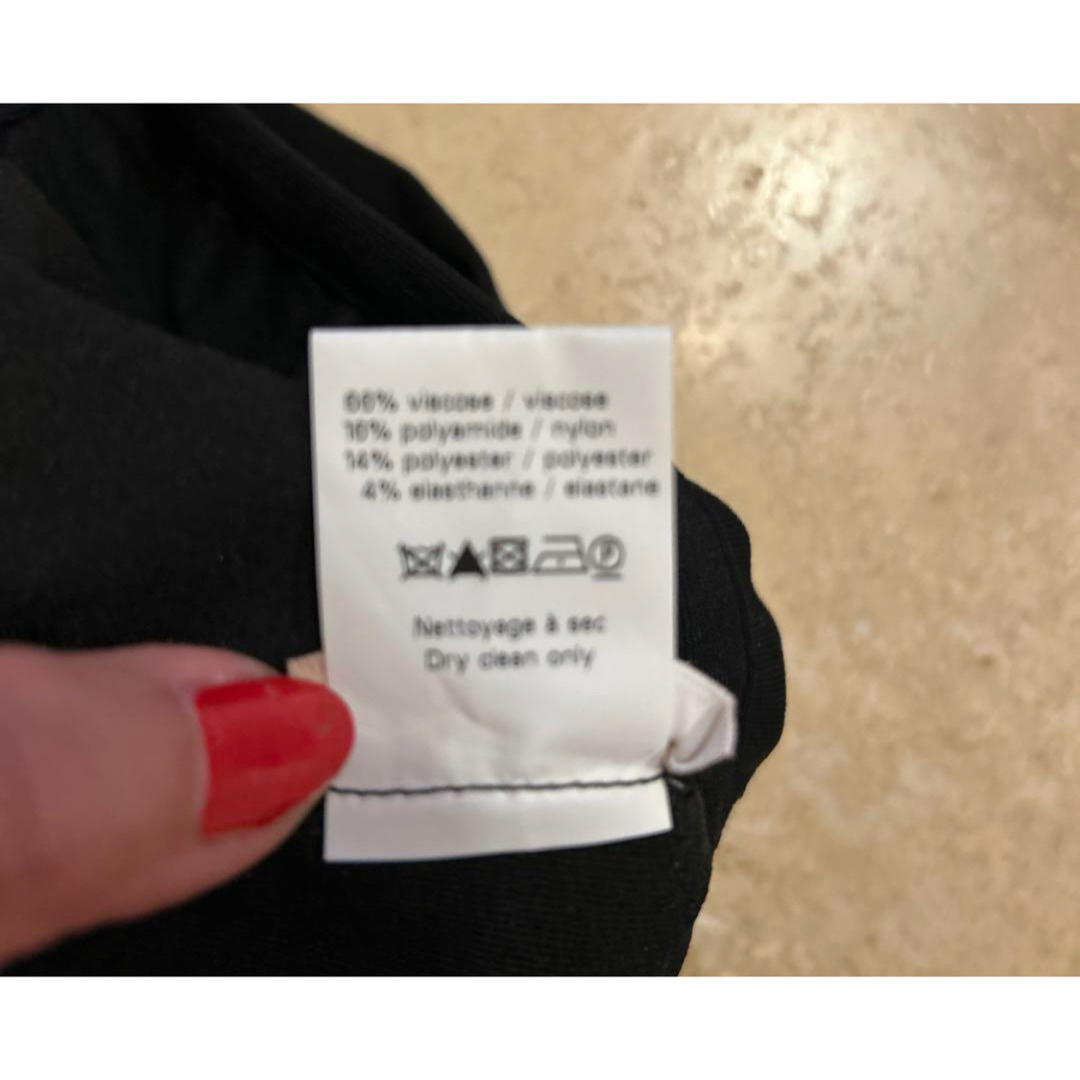 66% viscose / viscose
16% polyamide / nylon
14% polyester / polyester
4% elasthanne / elastane
P
Nettoyage à sec
Dry clean only